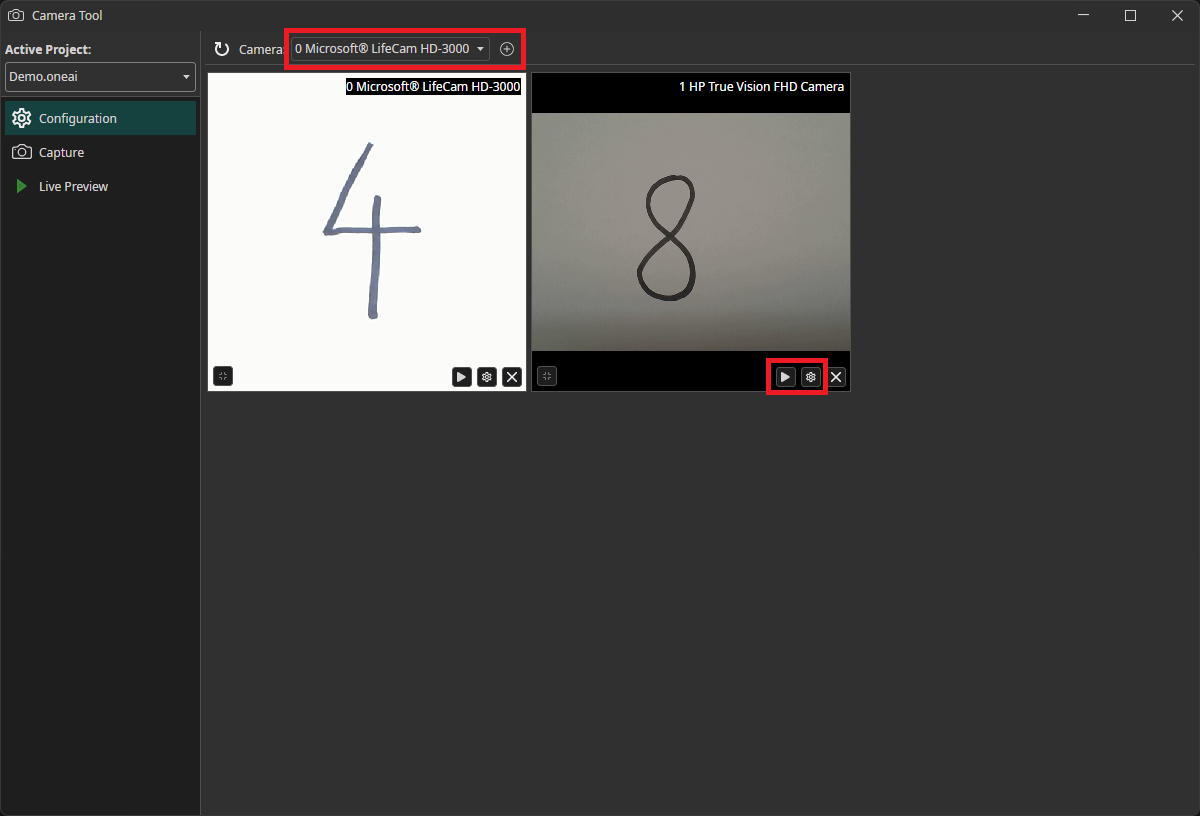 Camera Tool
Active Project:
Demo.oneai
Configuration
Capture
Live Preview
Camera: 0 Microsoft® LifeCam HD-3000
0 Microsoft® LifeCam HD-3000
1 HP True Vision FHD Camera
4
8